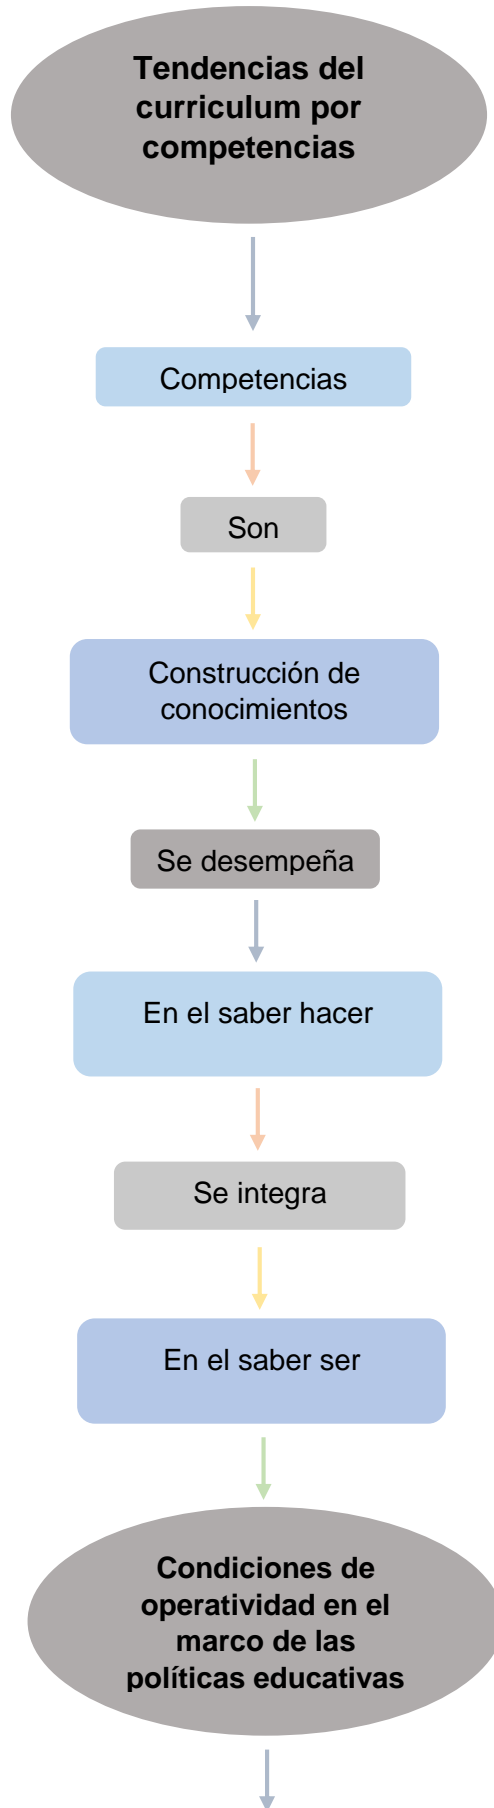 Tendencias del
curriculum por
competencias
Competencias
Son
Construcción de
conocimientos
Se desempeña
En el saber hacer
Se integra
En el saber ser
Condiciones de
operatividad en el
marco de las
políticas educativas